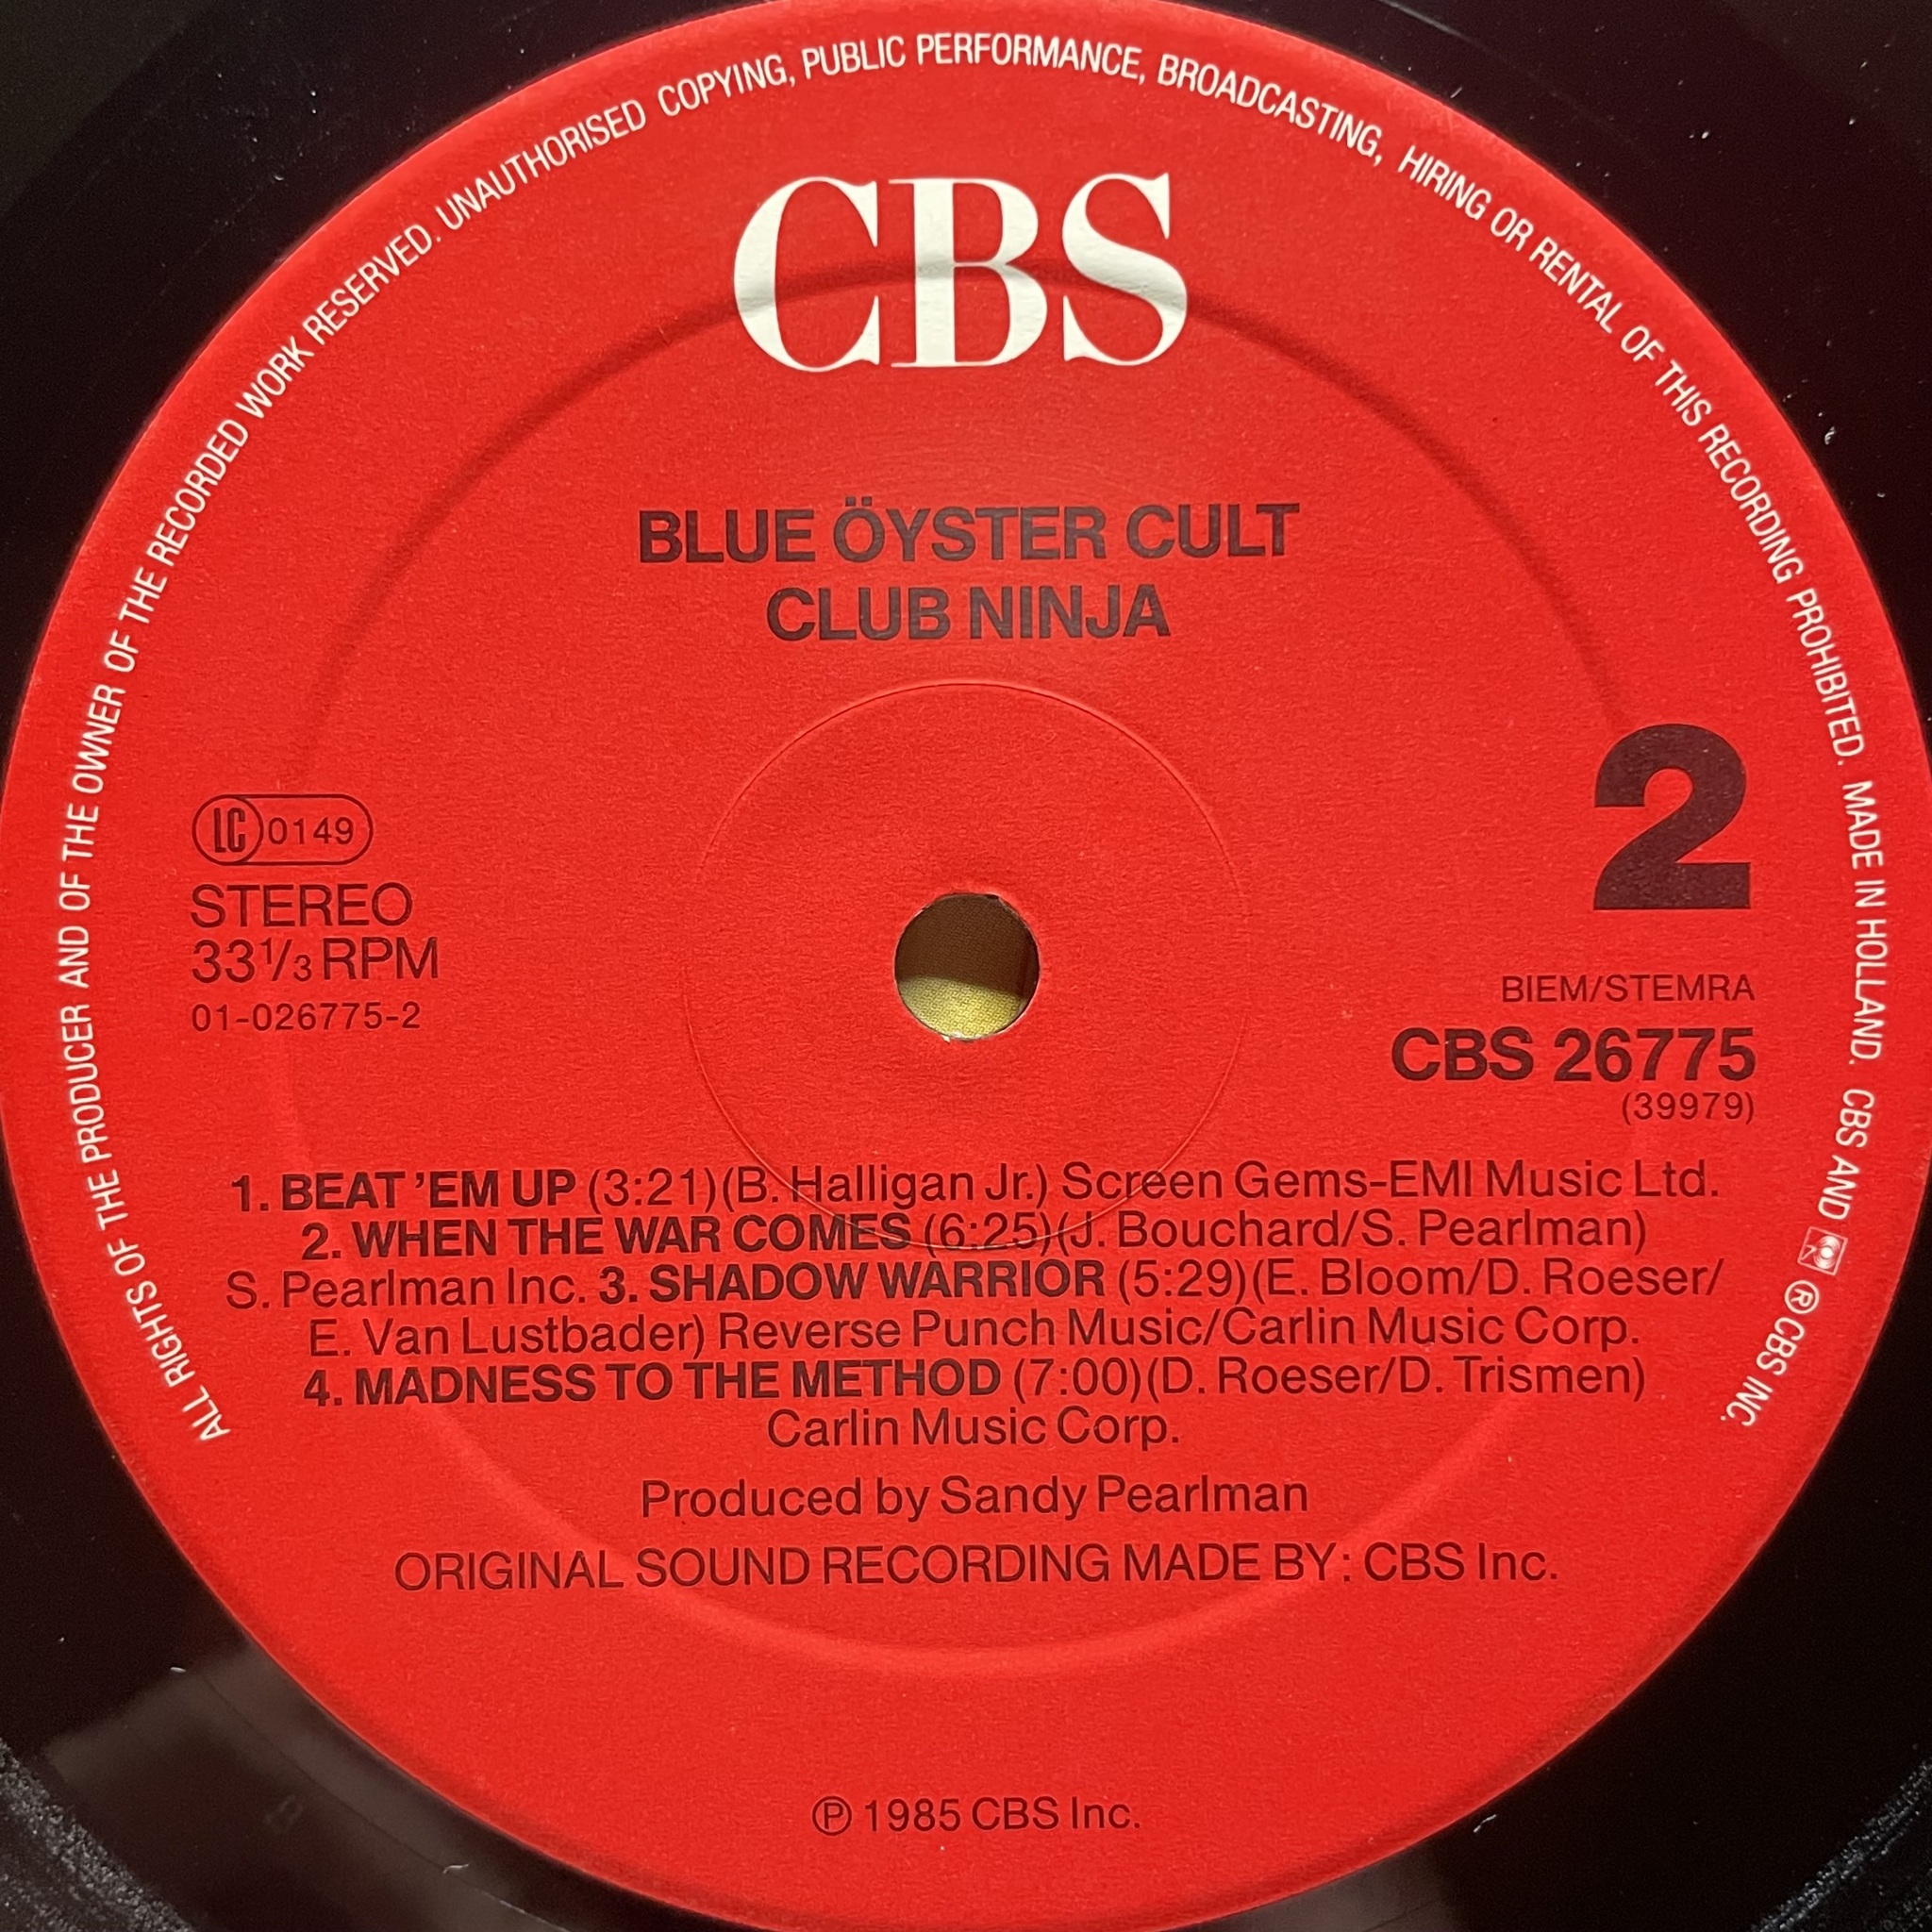 ALL RIGHTS OF THE PRODUCER AND OF THE OWNER OF THE RECORDED WORK RESERVED. UNAUTHORISED COPYING, PUBLIC PERFORMANCE, BROADCASTING, HIRING OR RENTAL OF THIS RECORDING PROHIBITED. MADE IN HOLLAND. CBS AND ® CBS INC.
CBS
BLUE ÖYSTER CULT
CLUB NINJA
2
LC 0149
STEREO
33 1/3 RPM
01-026775-2
BIEM/STEMRA
CBS 26775
(39979)
1. BEAT 'EM UP (3:21)(B. Halligan Jr.) Screen Gems-EMI Music Ltd.
2. WHEN THE WAR COMES (6:25)(J. Bouchard/S. Pearlman)
S. Pearlman Inc. 3. SHADOW WARRIOR (5:29)(E. Bloom/D. Roeser/
E. Van Lustbader) Reverse Punch Music/Carlin Music Corp.
4. MADNESS TO THE METHOD (7:00)(D. Roeser/D. Trismen)
Carlin Music Corp.
Produced by Sandy Pearlman
ORIGINAL SOUND RECORDING MADE BY: CBS Inc.
℗ 1985 CBS Inc.